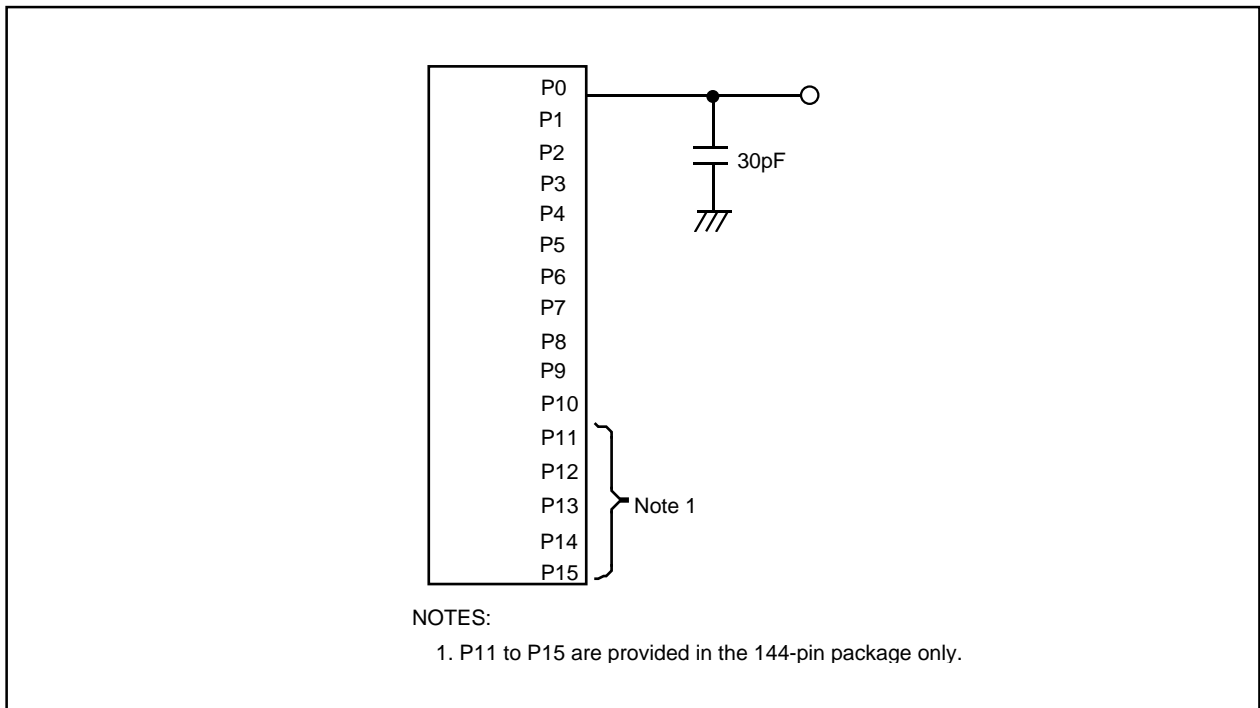 P0
P1
P2
30pF
P3
P4
P5
P6
P7
P8
P9
P10
P11
P12
P13
Note 1
P14
P15
NOTES:
1. P11 to P15 are provided in the 144-pin package only.